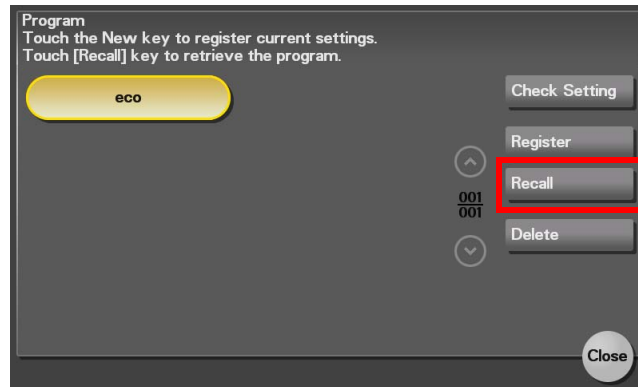 Program
Touch the New key to register current settings.
Touch [Recall] key to retrieve the program.
eco
Check Setting
Register
Recall
001
001
Delete
Close